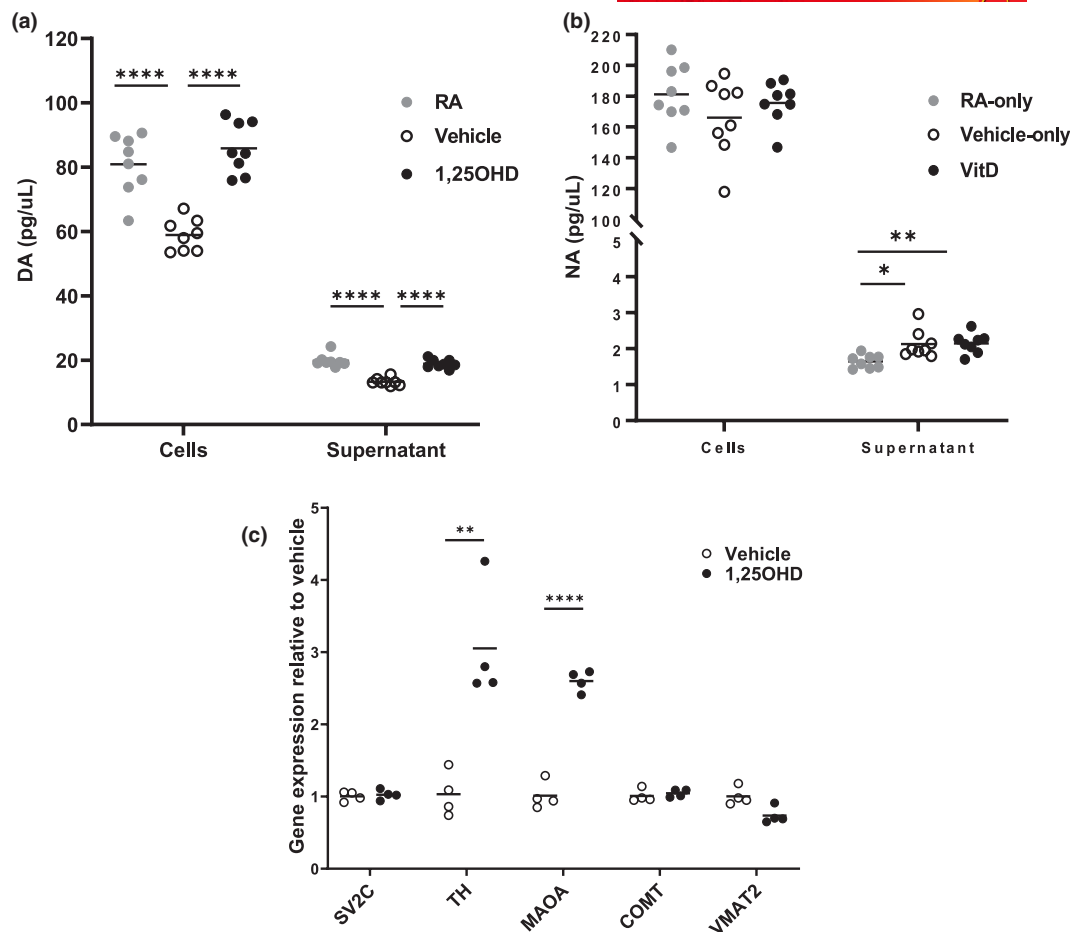 (a)
120
100
80
60
40
20
0
DA (pg/uL)
**** ****
RA
Vehicle
1,25OHD
**** ****
Cells Supernatant
(b)
220
200
180
160
140
120
100
5
4
3
2
1
0
NA (pg/uL)
RA-only
Vehicle-only
VitD
**
*
Cells Supernatant
(c)
5
4
3
2
1
0
Gene expression relative to vehicle
**
****
Vehicle
1,25OHD
SV2C TH MAOA COMT VMAT2